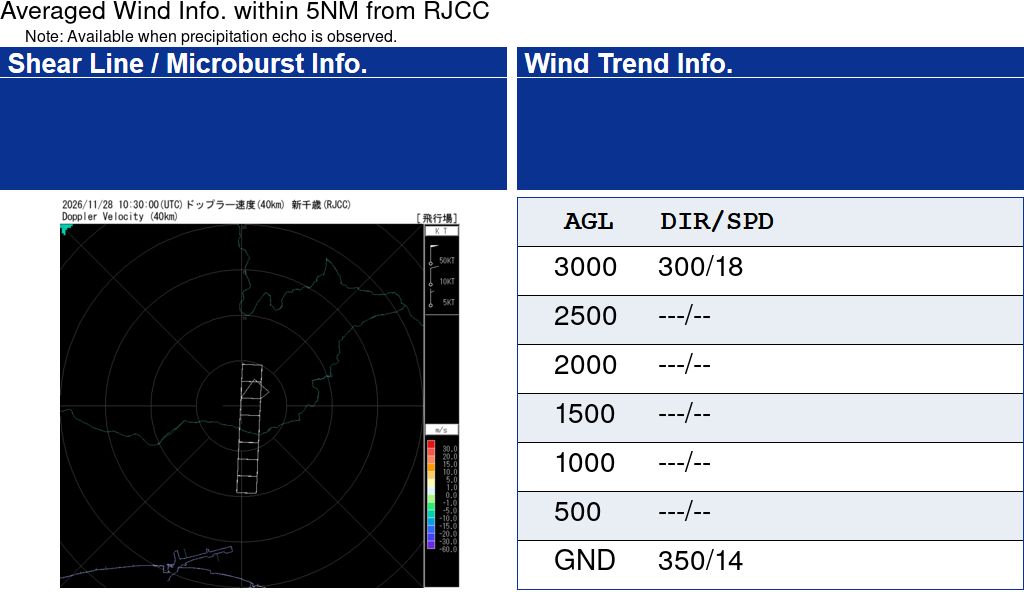 Averaged Wind Info. within 5NM from RJCC
Note: Available when precipitation echo is observed.
Shear Line / Microburst Info.
Wind Trend Info.
2026/11/28 10:30:00(UTC) ドップラー速度(40km) 新千歳(RJCC)
Doppler Velocity (40km)
[飛行場]
KT
50KT
10KT
5KT
m/s
30.0
20.0
15.0
10.0
5.0
1.0
0.0
-1.0
-5.0
-10.0
-15.0
-20.0
-30.0
-60.0
AGL DIR/SPD
3000 300/18
2500 ---/--
2000 ---/--
1500 ---/--
1000 ---/--
500 ---/--
GND 350/14